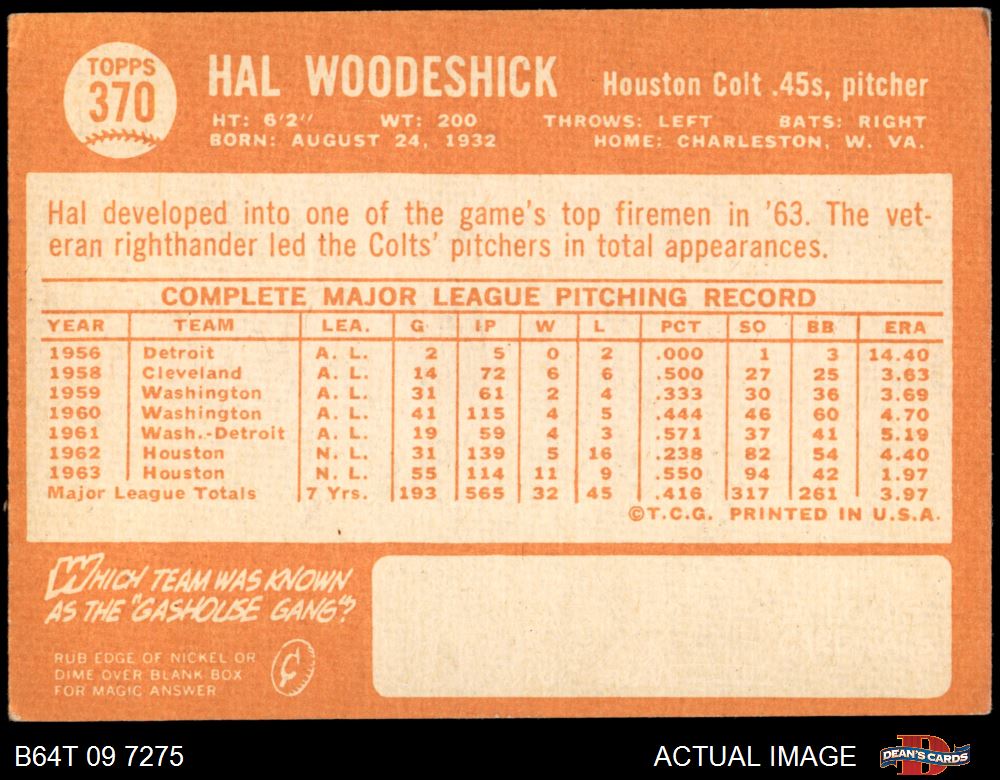 TOPPS
370
HAL WOODESHICK Houston Colt .45s, pitcher
HT: 6'2" WT: 200 THROWS: LEFT BATS: RIGHT
BORN: AUGUST 24, 1932 HOME: CHARLESTON, W. VA.
Hal developed into one of the game's top firemen in '63. The vet-
eran righthander led the Colts' pitchers in total appearances.
COMPLETE MAJOR LEAGUE PITCHING RECORD
YEAR TEAM LEA. G IP W L PCT SO BB ERA
1956 Detroit A. L. 2 5 0 2 .000 1 3 14.40
1958 Cleveland A. L. 14 72 6 6 .500 27 25 3.63
1959 Washington A. L. 31 61 2 4 .333 30 36 3.69
1960 Washington A. L. 41 115 4 5 .444 46 60 4.70
1961 Wash.-Detroit A. L. 19 59 4 3 .571 37 41 5.19
1962 Houston N. L. 31 139 5 16 .238 82 54 4.40
1963 Houston N. L. 55 114 11 9 .550 94 42 1.97
Major League Totals 7 Yrs. 193 565 32 45 .416 317 261 3.97
©T.C.G. PRINTED IN U.S.A.
WHICH TEAM WAS KNOWN
AS THE "GASHOUSE GANG"?
RUB EDGE OF NICKEL OR
DIME OVER BLANK BOX
FOR MAGIC ANSWER
¢
B64T 09 7275 ACTUAL IMAGE DEAN'S CARDS